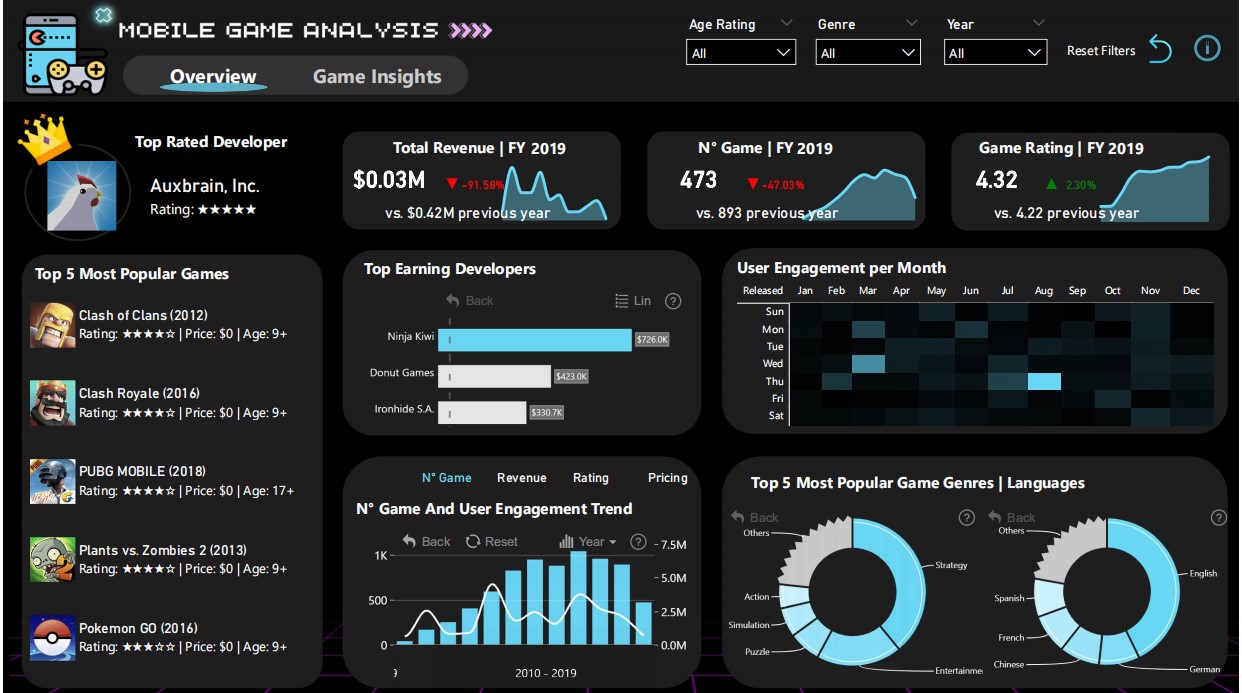 MOBILE GAME ANALYSIS
Age Rating
Genre
Year
All
All
All
Reset Filters
Overview
Game Insights
Top Rated Developer
Auxbrain, Inc.
Rating: ★★★★★
Total Revenue | FY 2019
$0.03M
▼ -91.58%
vs. $0.42M previous year
N° Game | FY 2019
473
▼ -47.03%
vs. 893 previous year
Game Rating | FY 2019
4.32
▲ 2.30%
vs. 4.22 previous year
Top 5 Most Popular Games
Clash of Clans (2012)
Rating: ★★★★☆ | Price: $0 | Age: 9+
Clash Royale (2016)
Rating: ★★★★☆ | Price: $0 | Age: 9+
PUBG MOBILE (2018)
Rating: ★★★★☆ | Price: $0 | Age: 17+
Plants vs. Zombies 2 (2013)
Rating: ★★★★☆ | Price: $0 | Age: 9+
Pokemon GO (2016)
Rating: ★★★☆☆ | Price: $0 | Age: 9+
Top Earning Developers
Back
Lin
?
Ninja Kiwi
$726.0K
Donut Games
$423.0K
Ironhide S.A.
$330.7K
User Engagement per Month
Released Jan Feb Mar Apr May Jun Jul Aug Sep Oct Nov Dec
Sun
Mon
Tue
Wed
Thu
Fri
Sat
N° Game
Revenue
Rating
Pricing
N° Game And User Engagement Trend
Back
Reset
Year
?
1K
500
0
7.5M
5.0M
2.5M
0.0M
9
2010 - 2019
Top 5 Most Popular Game Genres | Languages
Back
?
Others
Strategy
Action
Simulation
Puzzle
Entertainme
Back
?
Others
English
Spanish
French
Chinese
German